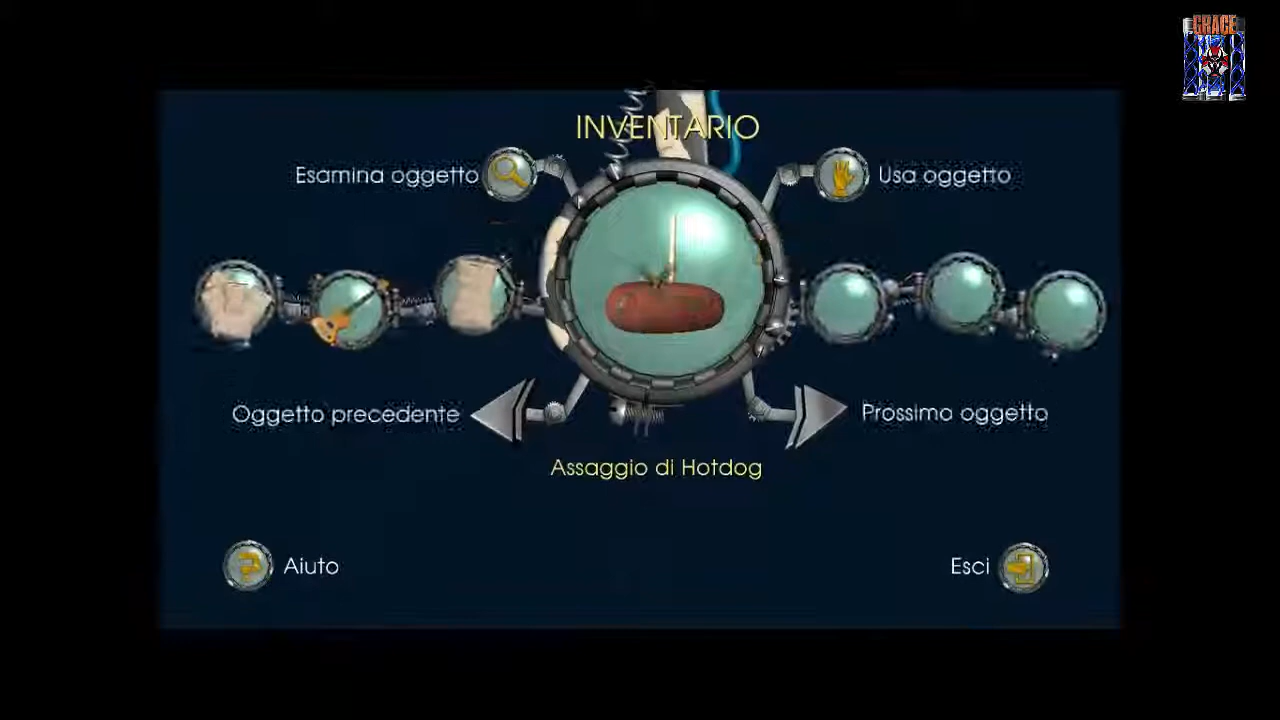 GRACE
INVENTARIO
Esamina oggetto
Usa oggetto
Oggetto precedente
Prossimo oggetto
Assaggio di Hotdog
Aiuto
Esci